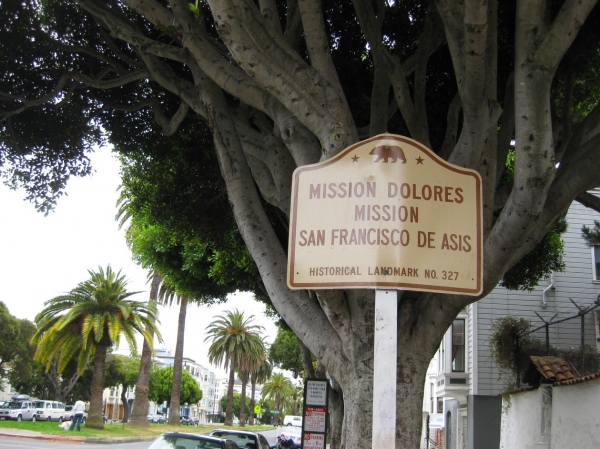 MISSION DOLORES
MISSION
SAN FRANCISCO DE ASIS
HISTORICAL LANDMARK NO. 327